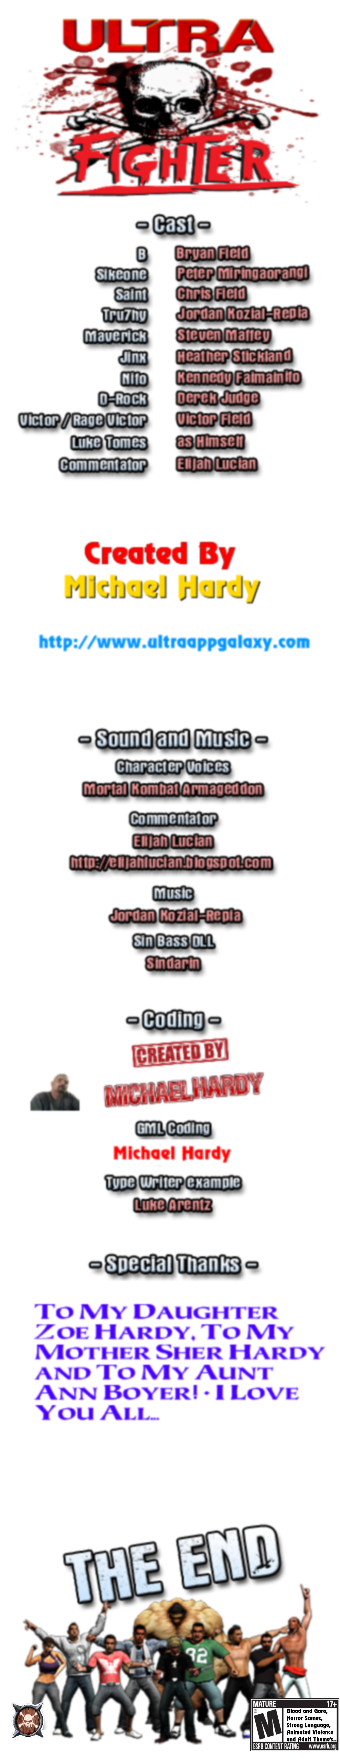 ULTRA
FIGHTER
- Cast -
B Bryan Field
Sikeone Peter Miringaorangi
Saint Chris Field
Tru7hy Jordan Kozial-Repla
Maverick Steven Maffey
Jinx Heather Stickland
Nito Kennedy Faimainito
D-Rock Derek Judge
Victor / Rage Victor Victor Field
Luke Tomes as Himself
Commentator Elijah Lucian
Created By
Michael Hardy
http://www.ultraappgalaxy.com
- Sound and Music -
Character Voices
Mortal Kombat Armageddon
Commentator
Elijah Lucian
http://elijahlucian.blogspot.com
Music
Jordan Kozial-Repla
Sin Bass DLL
Sindarin
- Coding -
CREATED BY
MICHAEL HARDY
GML Coding
Michael Hardy
Type Writer example
Luke Arentz
- Special Thanks -
To My Daughter
Zoe Hardy, To My
Mother Sher Hardy
and To My Aunt
Ann Boyer! · I Love
You All...
THE END
82
MATURE 17+
M
Blood and Gore,
Horror Scenes,
Strong Language,
Animated Violence
and Adult Theme's...
ESRB CONTENT RATING www.esrb.org